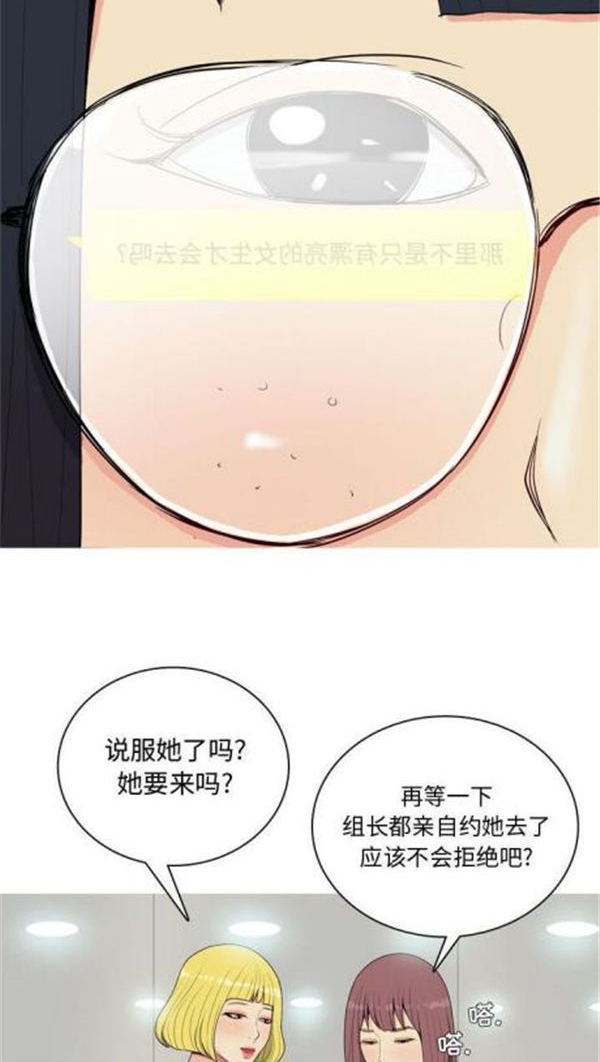 那里不是只有漂亮的女生才会去吗?
说服她了吗?
她要来吗?
再等一下
组长都亲自约她去了
应该不会拒绝吧?
嗒.
嗒.